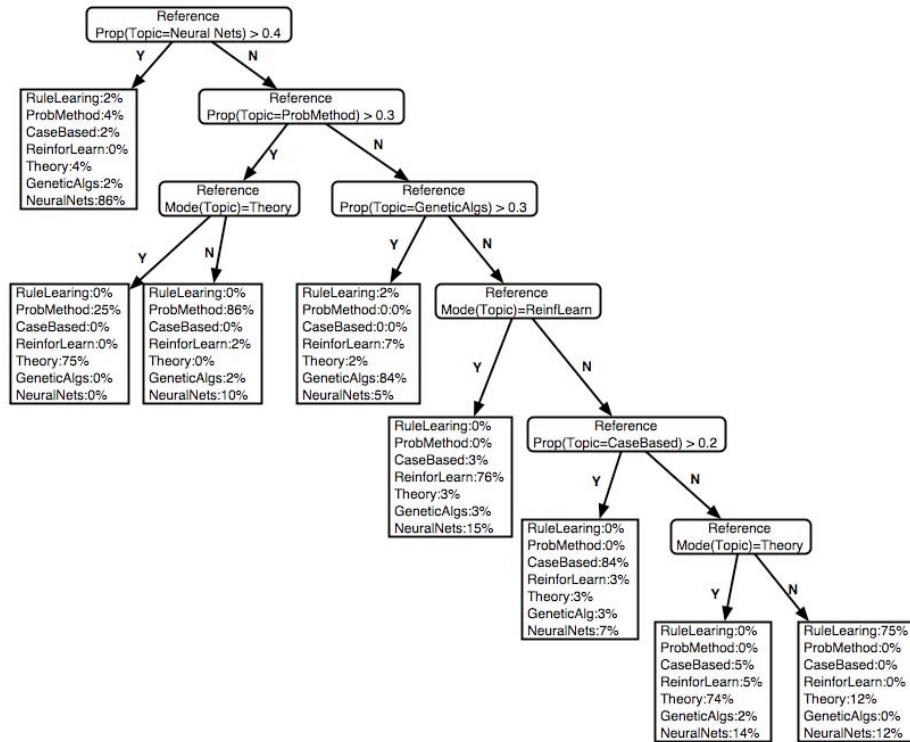 Reference
Prop(Topic=Neural Nets) > 0.4
Y
N
RuleLearing:2%
ProbMethod:4%
CaseBased:2%
ReinforLearn:0%
Theory:4%
GeneticAlgs:2%
NeuralNets:86%
Reference
Prop(Topic=ProbMethod) > 0.3
Y
N
Reference
Mode(Topic)=Theory
Y
N
RuleLearing:0%
ProbMethod:25%
CaseBased:0%
ReinforLearn:0%
Theory:75%
GeneticAlgs:0%
NeuralNets:0%
RuleLearing:0%
ProbMethod:86%
CaseBased:0%
ReinforLearn:2%
Theory:0%
GeneticAlgs:2%
NeuralNets:10%
Reference
Prop(Topic=GeneticAlgs) > 0.3
Y
N
RuleLearing:2%
ProbMethod:0:0%
CaseBased:0:0%
ReinforLearn:7%
Theory:2%
GeneticAlgs:84%
NeuralNets:5%
Reference
Mode(Topic)=ReinfLearn
Y
N
RuleLearing:0%
ProbMethod:0%
CaseBased:3%
ReinforLearn:76%
Theory:3%
GeneticAlgs:3%
NeuralNets:15%
Reference
Prop(Topic=CaseBased) > 0.2
Y
N
RuleLearing:0%
ProbMethod:0%
CaseBased:84%
ReinforLearn:3%
Theory:3%
GeneticAlg:3%
NeuralNets:7%
Reference
Mode(Topic)=Theory
Y
N
RuleLearing:0%
ProbMethod:0%
CaseBased:5%
ReinforLearn:5%
Theory:74%
GeneticAlgs:2%
NeuralNets:14%
RuleLearing:75%
ProbMethod:0%
CaseBased:0%
ReinforLearn:0%
Theory:12%
GeneticAlgs:0%
NeuralNets:12%